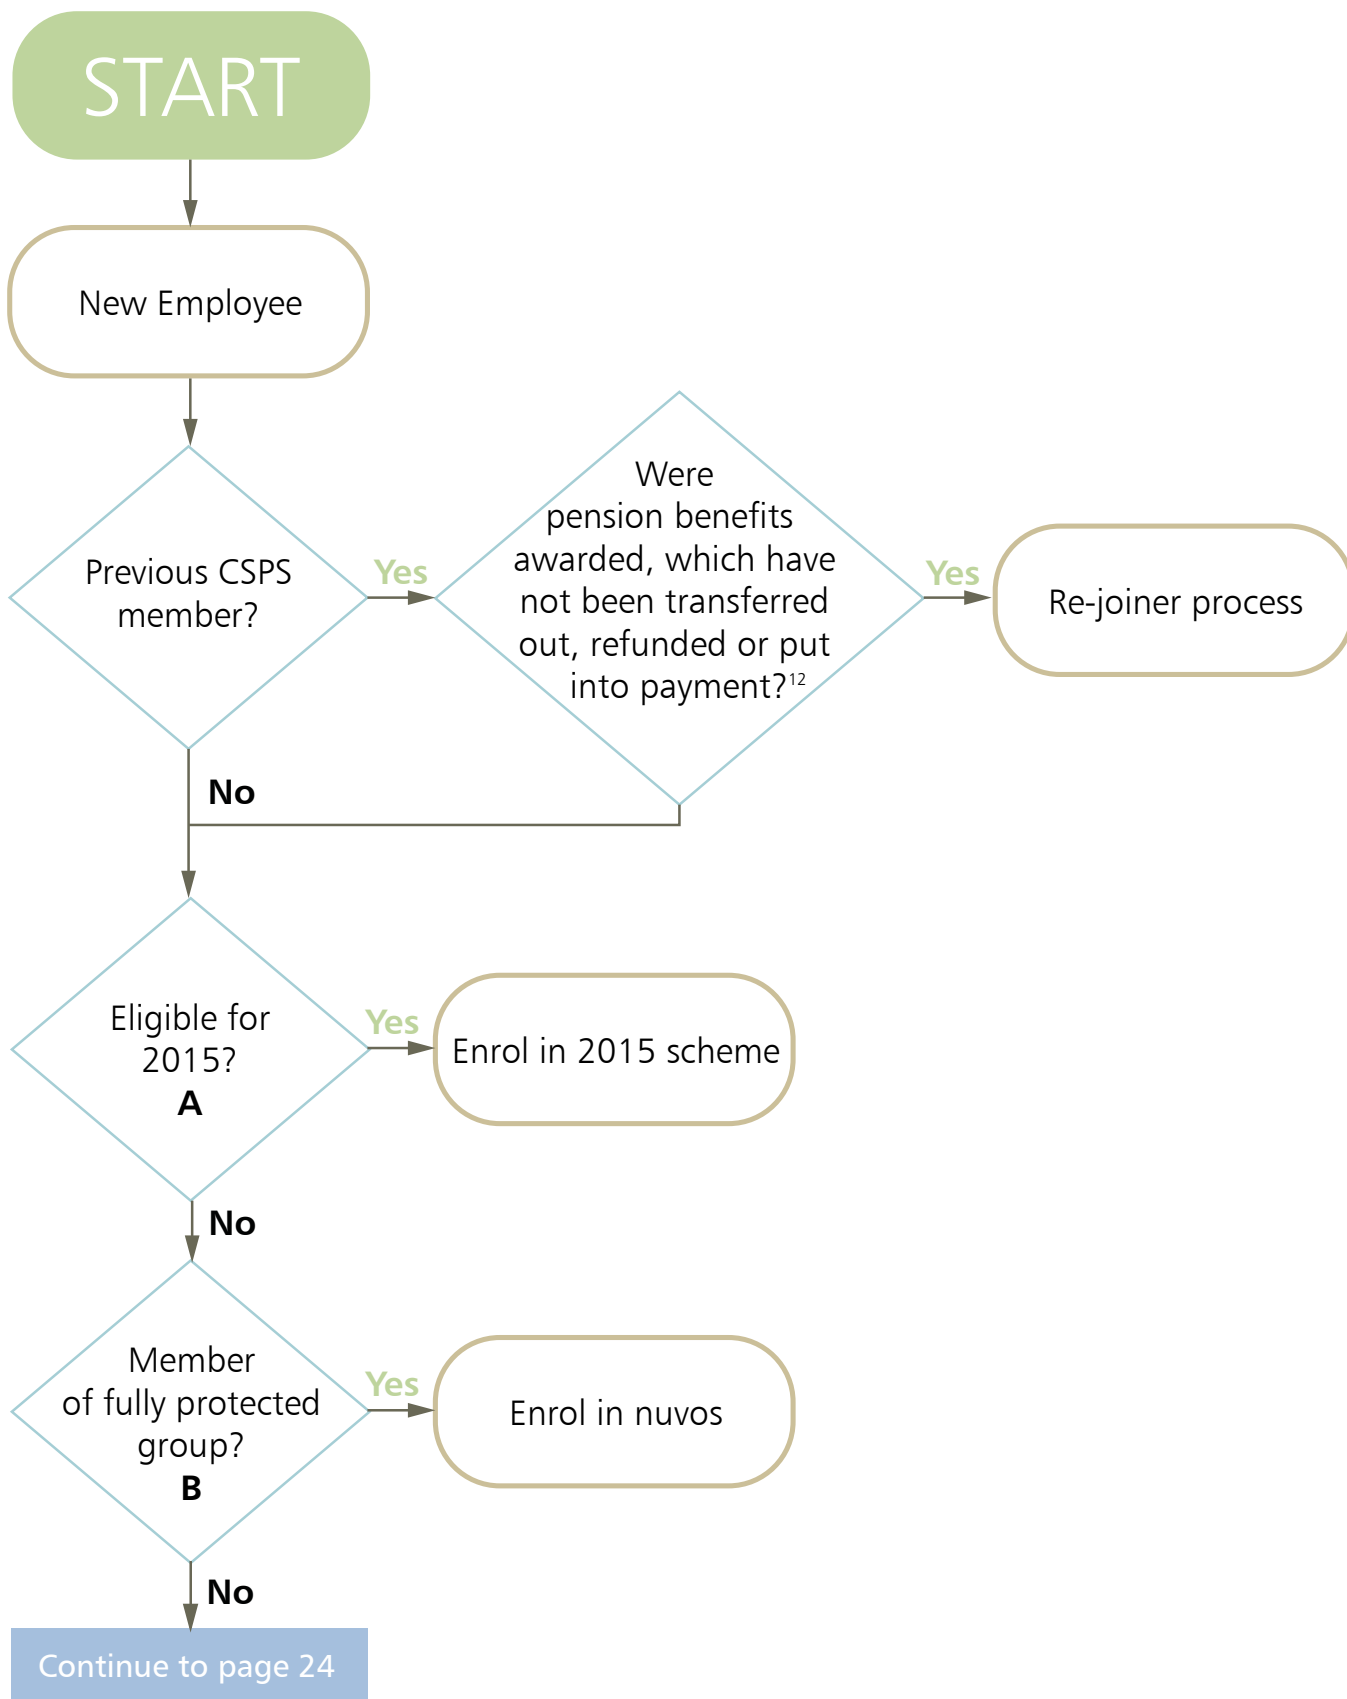 START
New Employee
Previous CSPS
member?
Yes
Were
pension benefits
awarded, which have
not been transferred
out, refunded or put
into payment?12
Yes
Re-joiner process
No
Eligible for
2015?
A
Yes
Enrol in 2015 scheme
No
Member
of fully protected
group?
B
Yes
Enrol in nuvos
No
Continue to page 24